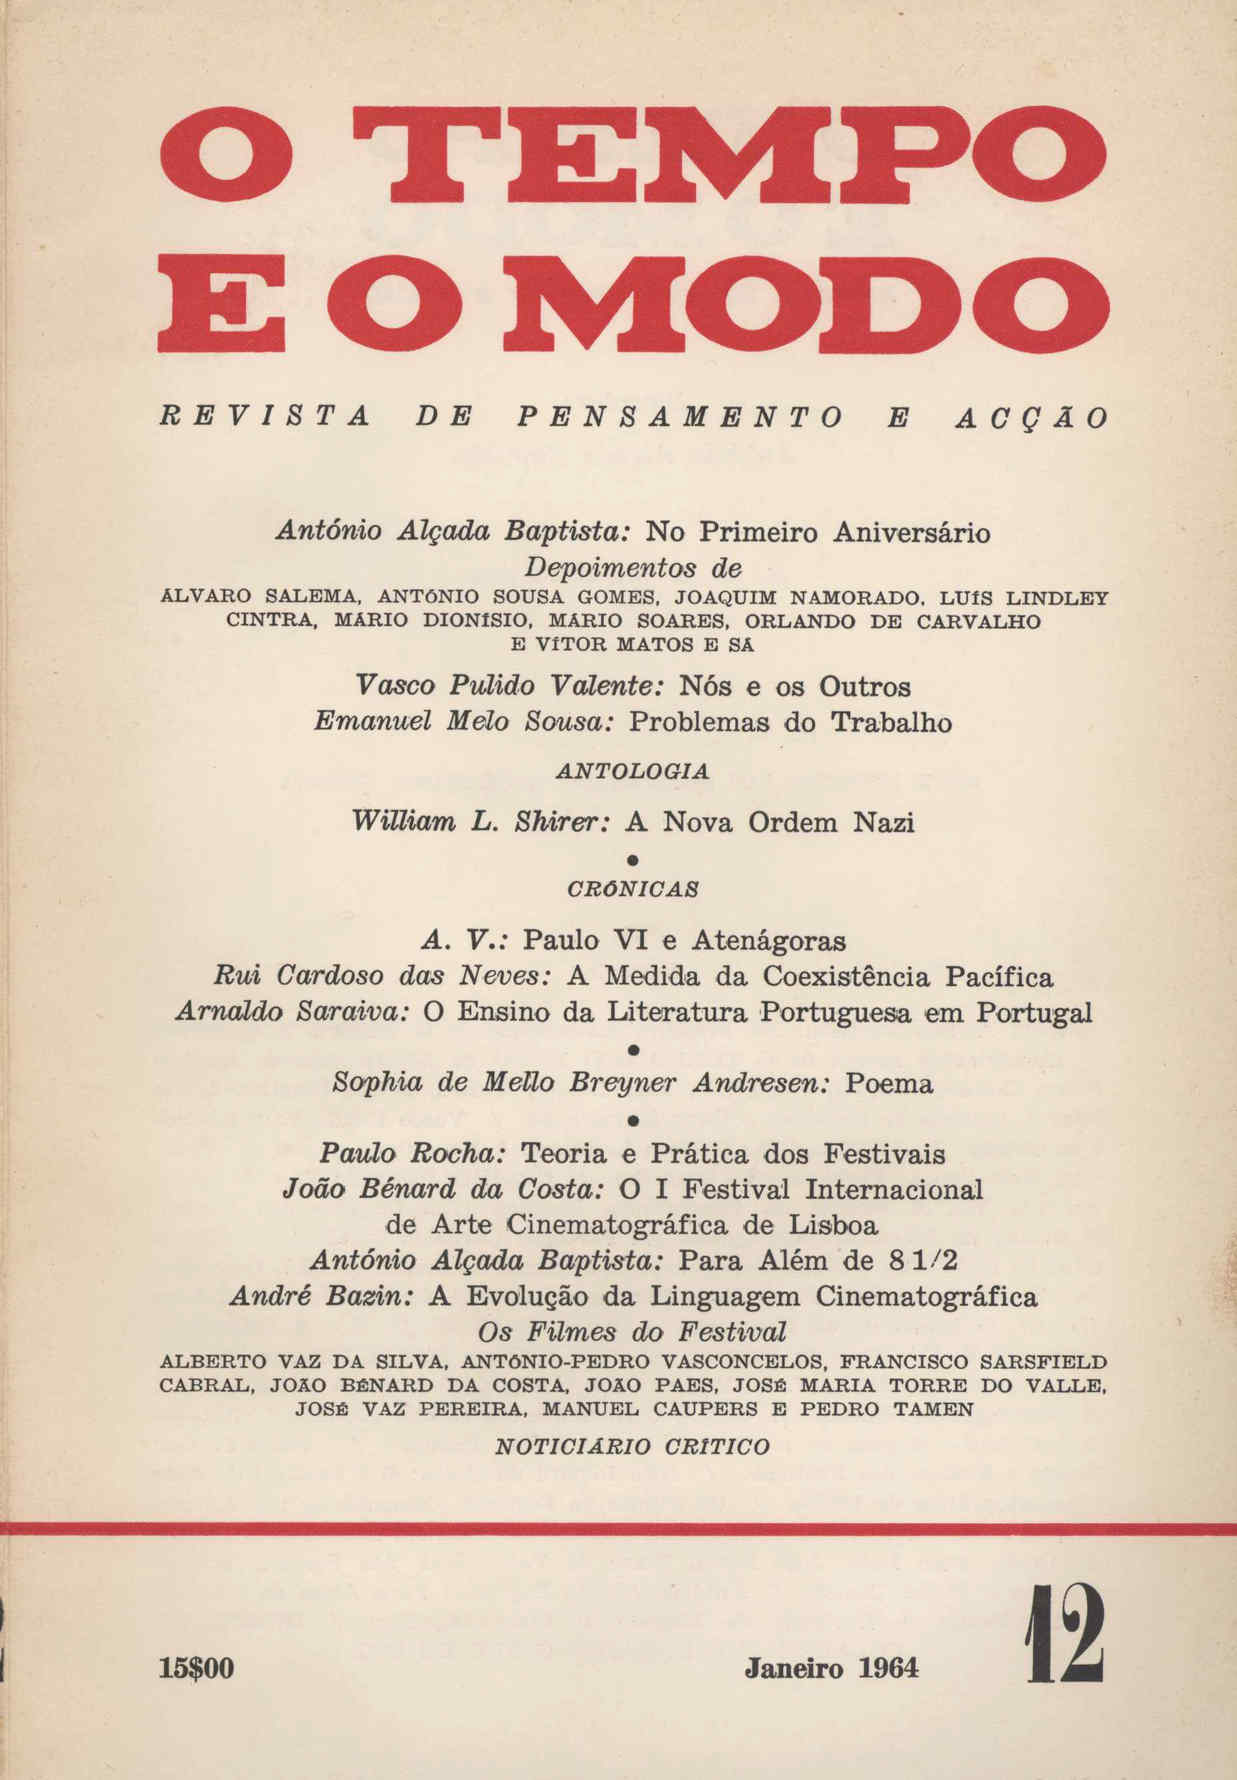 O TEMPO
E O MODO
REVISTA DE PENSAMENTO E ACÇÃO
António Alçada Baptista: No Primeiro Aniversário
Depoimentos de
ÁLVARO SALEMA, ANTÓNIO SOUSA GOMES, JOAQUIM NAMORADO, LUÍS LINDLEY
CINTRA, MÁRIO DIONÍSIO, MÁRIO SOARES, ORLANDO DE CARVALHO
E VÍTOR MATOS E SÁ
Vasco Pulido Valente: Nós e os Outros
Emanuel Melo Sousa: Problemas do Trabalho
ANTOLOGIA
William L. Shirer: A Nova Ordem Nazi
•
CRÓNICAS
A. V.: Paulo VI e Atenágoras
Rui Cardoso das Neves: A Medida da Coexistência Pacífica
Arnaldo Saraiva: O Ensino da Literatura Portuguesa em Portugal
•
Sophia de Mello Breyner Andresen: Poema
•
Paulo Rocha: Teoria e Prática dos Festivais
João Bénard da Costa: O I Festival Internacional
de Arte Cinematográfica de Lisboa
António Alçada Baptista: Para Além de 8 1/2
André Bazin: A Evolução da Linguagem Cinematográfica
Os Filmes do Festival
ALBERTO VAZ DA SILVA, ANTÓNIO-PEDRO VASCONCELOS, FRANCISCO SARSFIELD
CABRAL, JOÃO BÉNARD DA COSTA, JOÃO PAES, JOSÉ MARIA TORRE DO VALLE,
JOSÉ VAZ PEREIRA, MANUEL CAUPERS E PEDRO TAMEN
NOTICIÁRIO CRÍTICO
15$00 Janeiro 1964 12